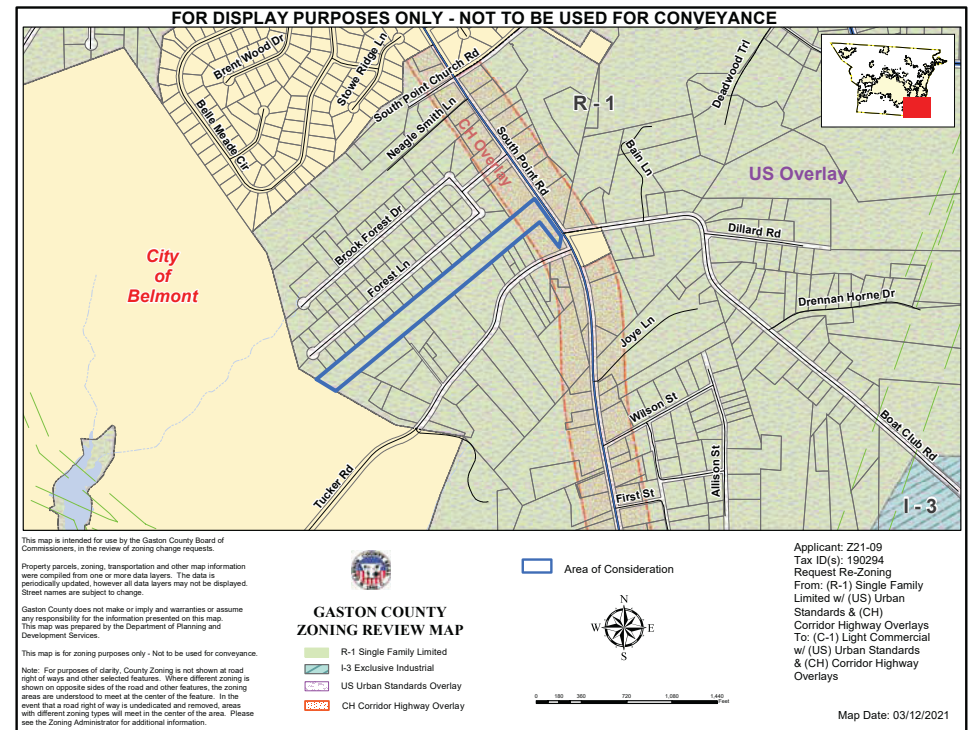 FOR DISPLAY PURPOSES ONLY - NOT TO BE USED FOR CONVEYANCE
Brent Wood Dr
Stowe Ridge Ln
South Point Church Rd
Belle Meade Cir
Neagle Smith Ln
CH Overlay
South Point Rd
R - 1
Deadwood Trl
Bain Ln
US Overlay
Brook Forest Dr
Forest Ln
Dillard Rd
City
of
Belmont
Drennan Horne Dr
Joye Ln
Wilson St
Boat Club Rd
Allison St
Tucker Rd
First St
I - 3
This map is intended for use by the Gaston County Board of
Commissioners, in the review of zoning change requests.
Property parcels, zoning, transportation and other map information
were compiled from one or more data layers. The data is
periodically updated, however all data layers may not be displayed.
Street names are subject to change.
Gaston County does not make or imply and warranties or assume
any responsibility for the information presented on this map.
This map was prepared by the Department of Planning and
Development Services.
This map is for zoning purposes only - Not to be used for conveyance.
Note: For purposes of clarity, County Zoning is not shown at road
right of ways and other selected features. Where different zoning is
shown on opposite sides of the road and other features, the zoning
areas are understood to meet at the center of the feature. In the
event that a road right of way is undedicated and removed, areas
with different zoning types will meet in the center of the area. Please
see the Zoning Administrator for additional information.
GASTON COUNTY
ZONING REVIEW MAP
R-1 Single Family Limited
I-3 Exclusive Industrial
US Urban Standards Overlay
CH Corridor Highway Overlay
Area of Consideration
N
W E
S
0 180 360 720 1,080 1,440
Feet
Applicant: Z21-09
Tax ID(s): 190294
Request Re-Zoning
From: (R-1) Single Family
Limited w/ (US) Urban
Standards & (CH)
Corridor Highway Overlays
To: (C-1) Light Commercial
w/ (US) Urban Standards
& (CH) Corridor Highway
Overlays
Map Date: 03/12/2021